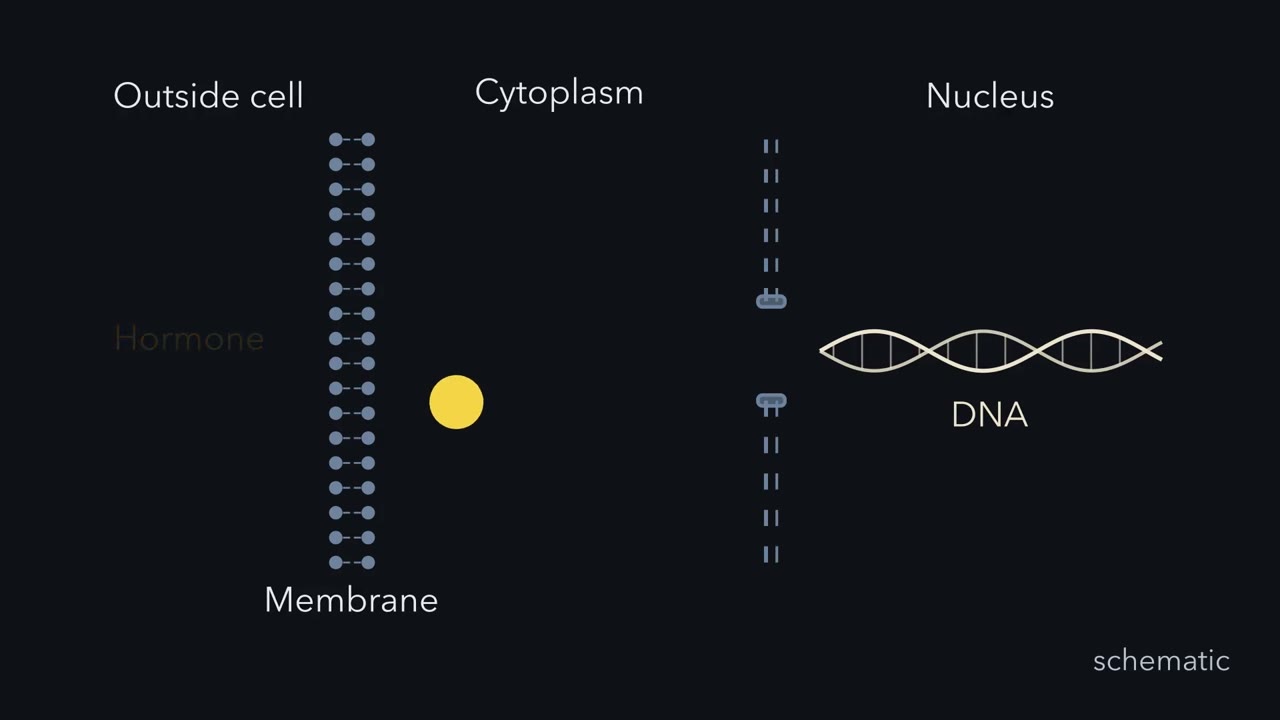 Outside cell
Cytoplasm
Nucleus
Hormone
DNA
Membrane
schematic